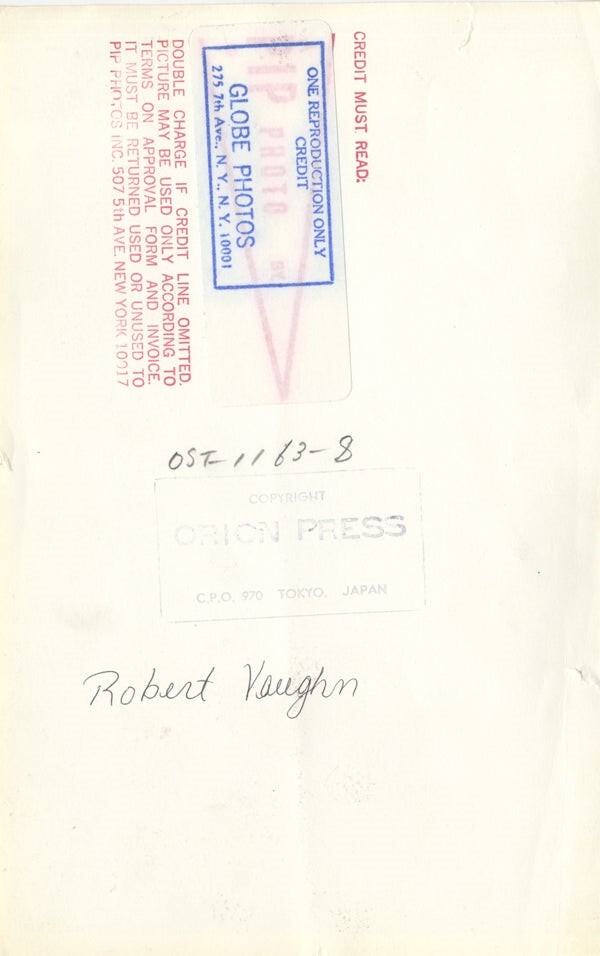 CREDIT MUST READ:
PIP PHOTO BY
ONE REPRODUCTION ONLY
CREDIT
GLOBE PHOTOS
275 7th Ave., N. Y., N. Y. 10001
DOUBLE CHARGE IF CREDIT LINE OMITTED.
PICTURE MAY BE USED ONLY ACCORDING TO
TERMS ON APPROVAL FORM AND INVOICE.
IT MUST BE RETURNED USED OR UNUSED TO
PIP PHOTOS INC. 507 5th AVE. NEW YORK 10017
OST-1163-8
COPYRIGHT
ORION PRESS
C.P.O. 970 TOKYO, JAPAN
Robert Vaughn